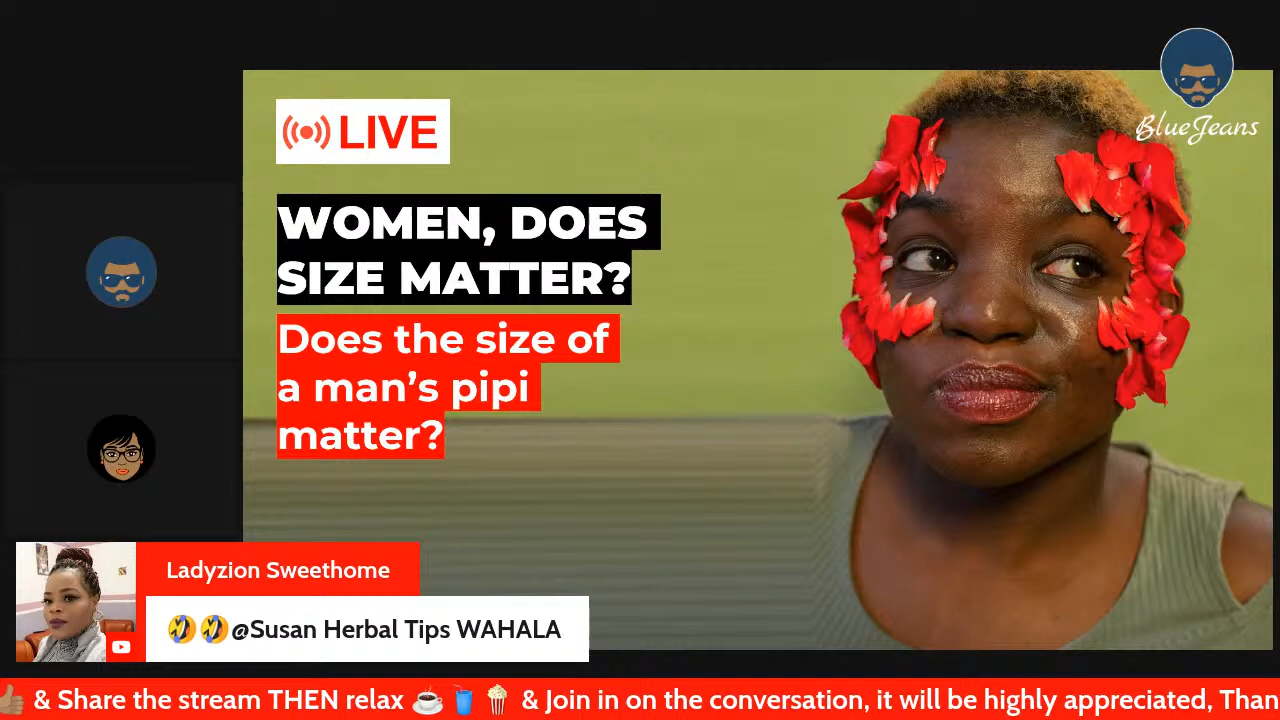 BlueJeans
LIVE
WOMEN, DOES
SIZE MATTER?
Does the size of
a man's pipi
matter?
Ladyzion Sweethome
🤣🤣@Susan Herbal Tips WAHALA
& Share the stream THEN relax ☕🥤🍿 & Join in on the conversation, it will be highly appreciated, Than